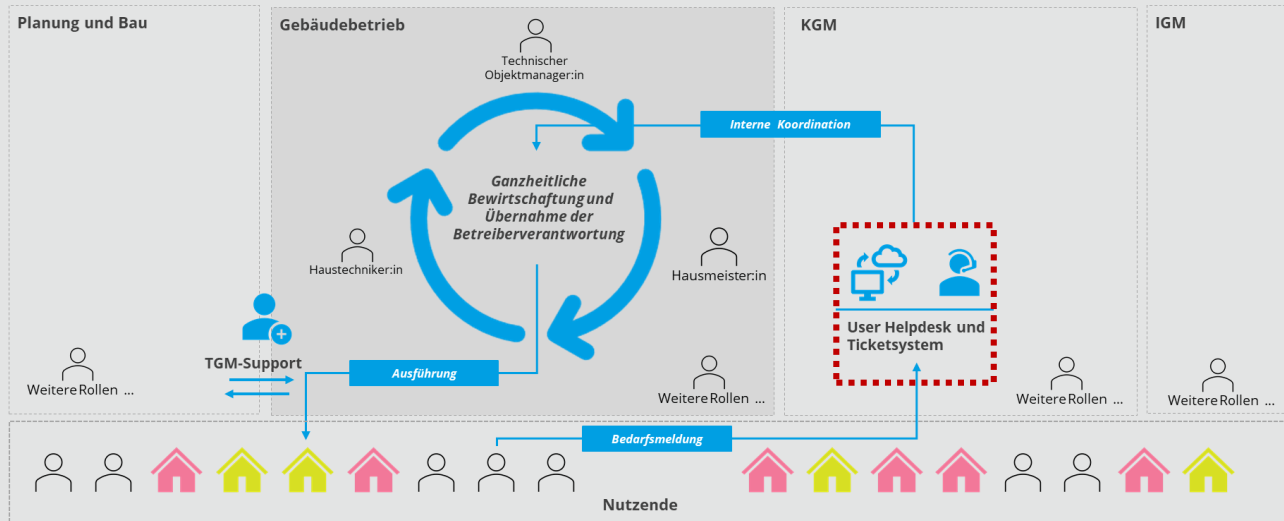 Planung und Bau
Gebäudebetrieb
KGM
IGM
Technischer
Objektmanager:in
Interne Koordination
Ganzheitliche
Bewirtschaftung und
Übernahme der
Betreiberverantwortung
Haustechniker:in
Hausmeister:in
User Helpdesk und
Ticketsystem
TGM-Support
Ausführung
Weitere Rollen ...
Weitere Rollen ...
Weitere Rollen ...
Weitere Rollen ...
Bedarfsmeldung
Nutzende